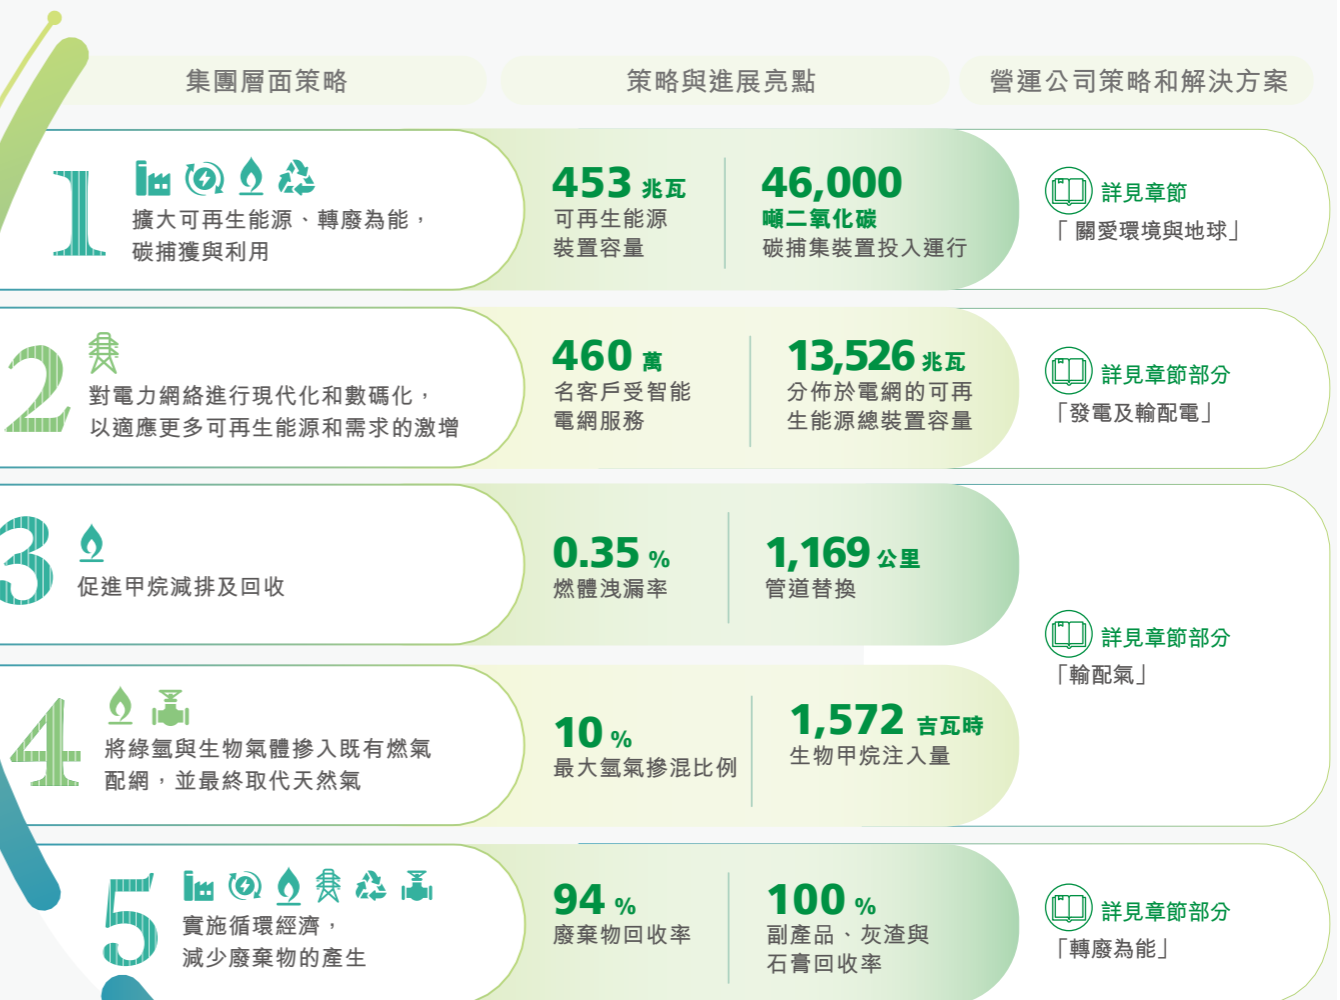 集團層面策略
策略與進展亮點
營運公司策略和解決方案
1
擴大可再生能源、轉廢為能，
碳捕獲與利用
453 兆瓦
可再生能源
裝置容量
46,000
噸二氧化碳
碳捕集裝置投入運行
詳見章節
「 關愛環境與地球」
2
對電力網絡進行現代化和數碼化，
以適應更多可再生能源和需求的激增
460 萬
名客戶受智能
電網服務
13,526 兆瓦
分佈於電網的可再
生能源總裝置容量
詳見章節部分
「發電及輸配電」
3
促進甲烷減排及回收
0.35 %
燃體洩漏率
1,169 公里
管道替換
詳見章節部分
「輸配氣」
4
將綠氫與生物氣體摻入既有燃氣
配網，並最終取代天然氣
10 %
最大氫氣摻混比例
1,572 吉瓦時
生物甲烷注入量
5
實施循環經濟，
減少廢棄物的產生
94 %
廢棄物回收率
100 %
副產品、灰渣與
石膏回收率
詳見章節部分
「轉廢為能」